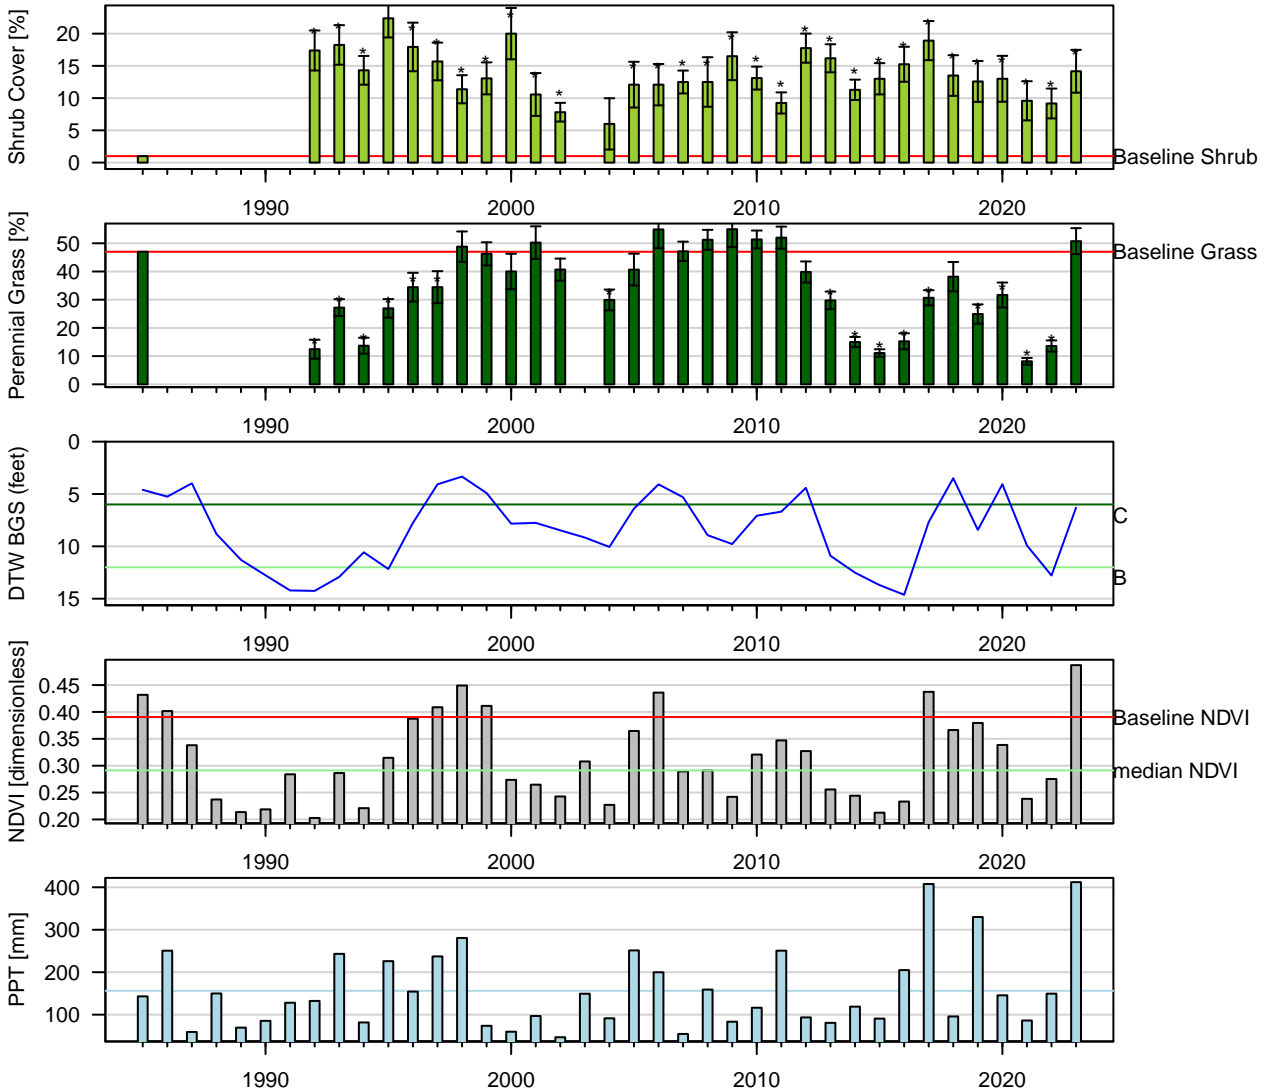 Shrub Cover [%]
20
15
10
5
0
Baseline Shrub
1990 2000 2010 2020
Perennial Grass [%]
50
40
30
20
10
0
Baseline Grass
1990 2000 2010 2020
DTW BGS (feet)
0
5
10
15
C
B
1990 2000 2010 2020
NDVI [dimensionless]
0.45
0.40
0.35
0.30
0.25
0.20
Baseline NDVI
median NDVI
1990 2000 2010 2020
PPT [mm]
400
300
200
100
1990 2000 2010 2020